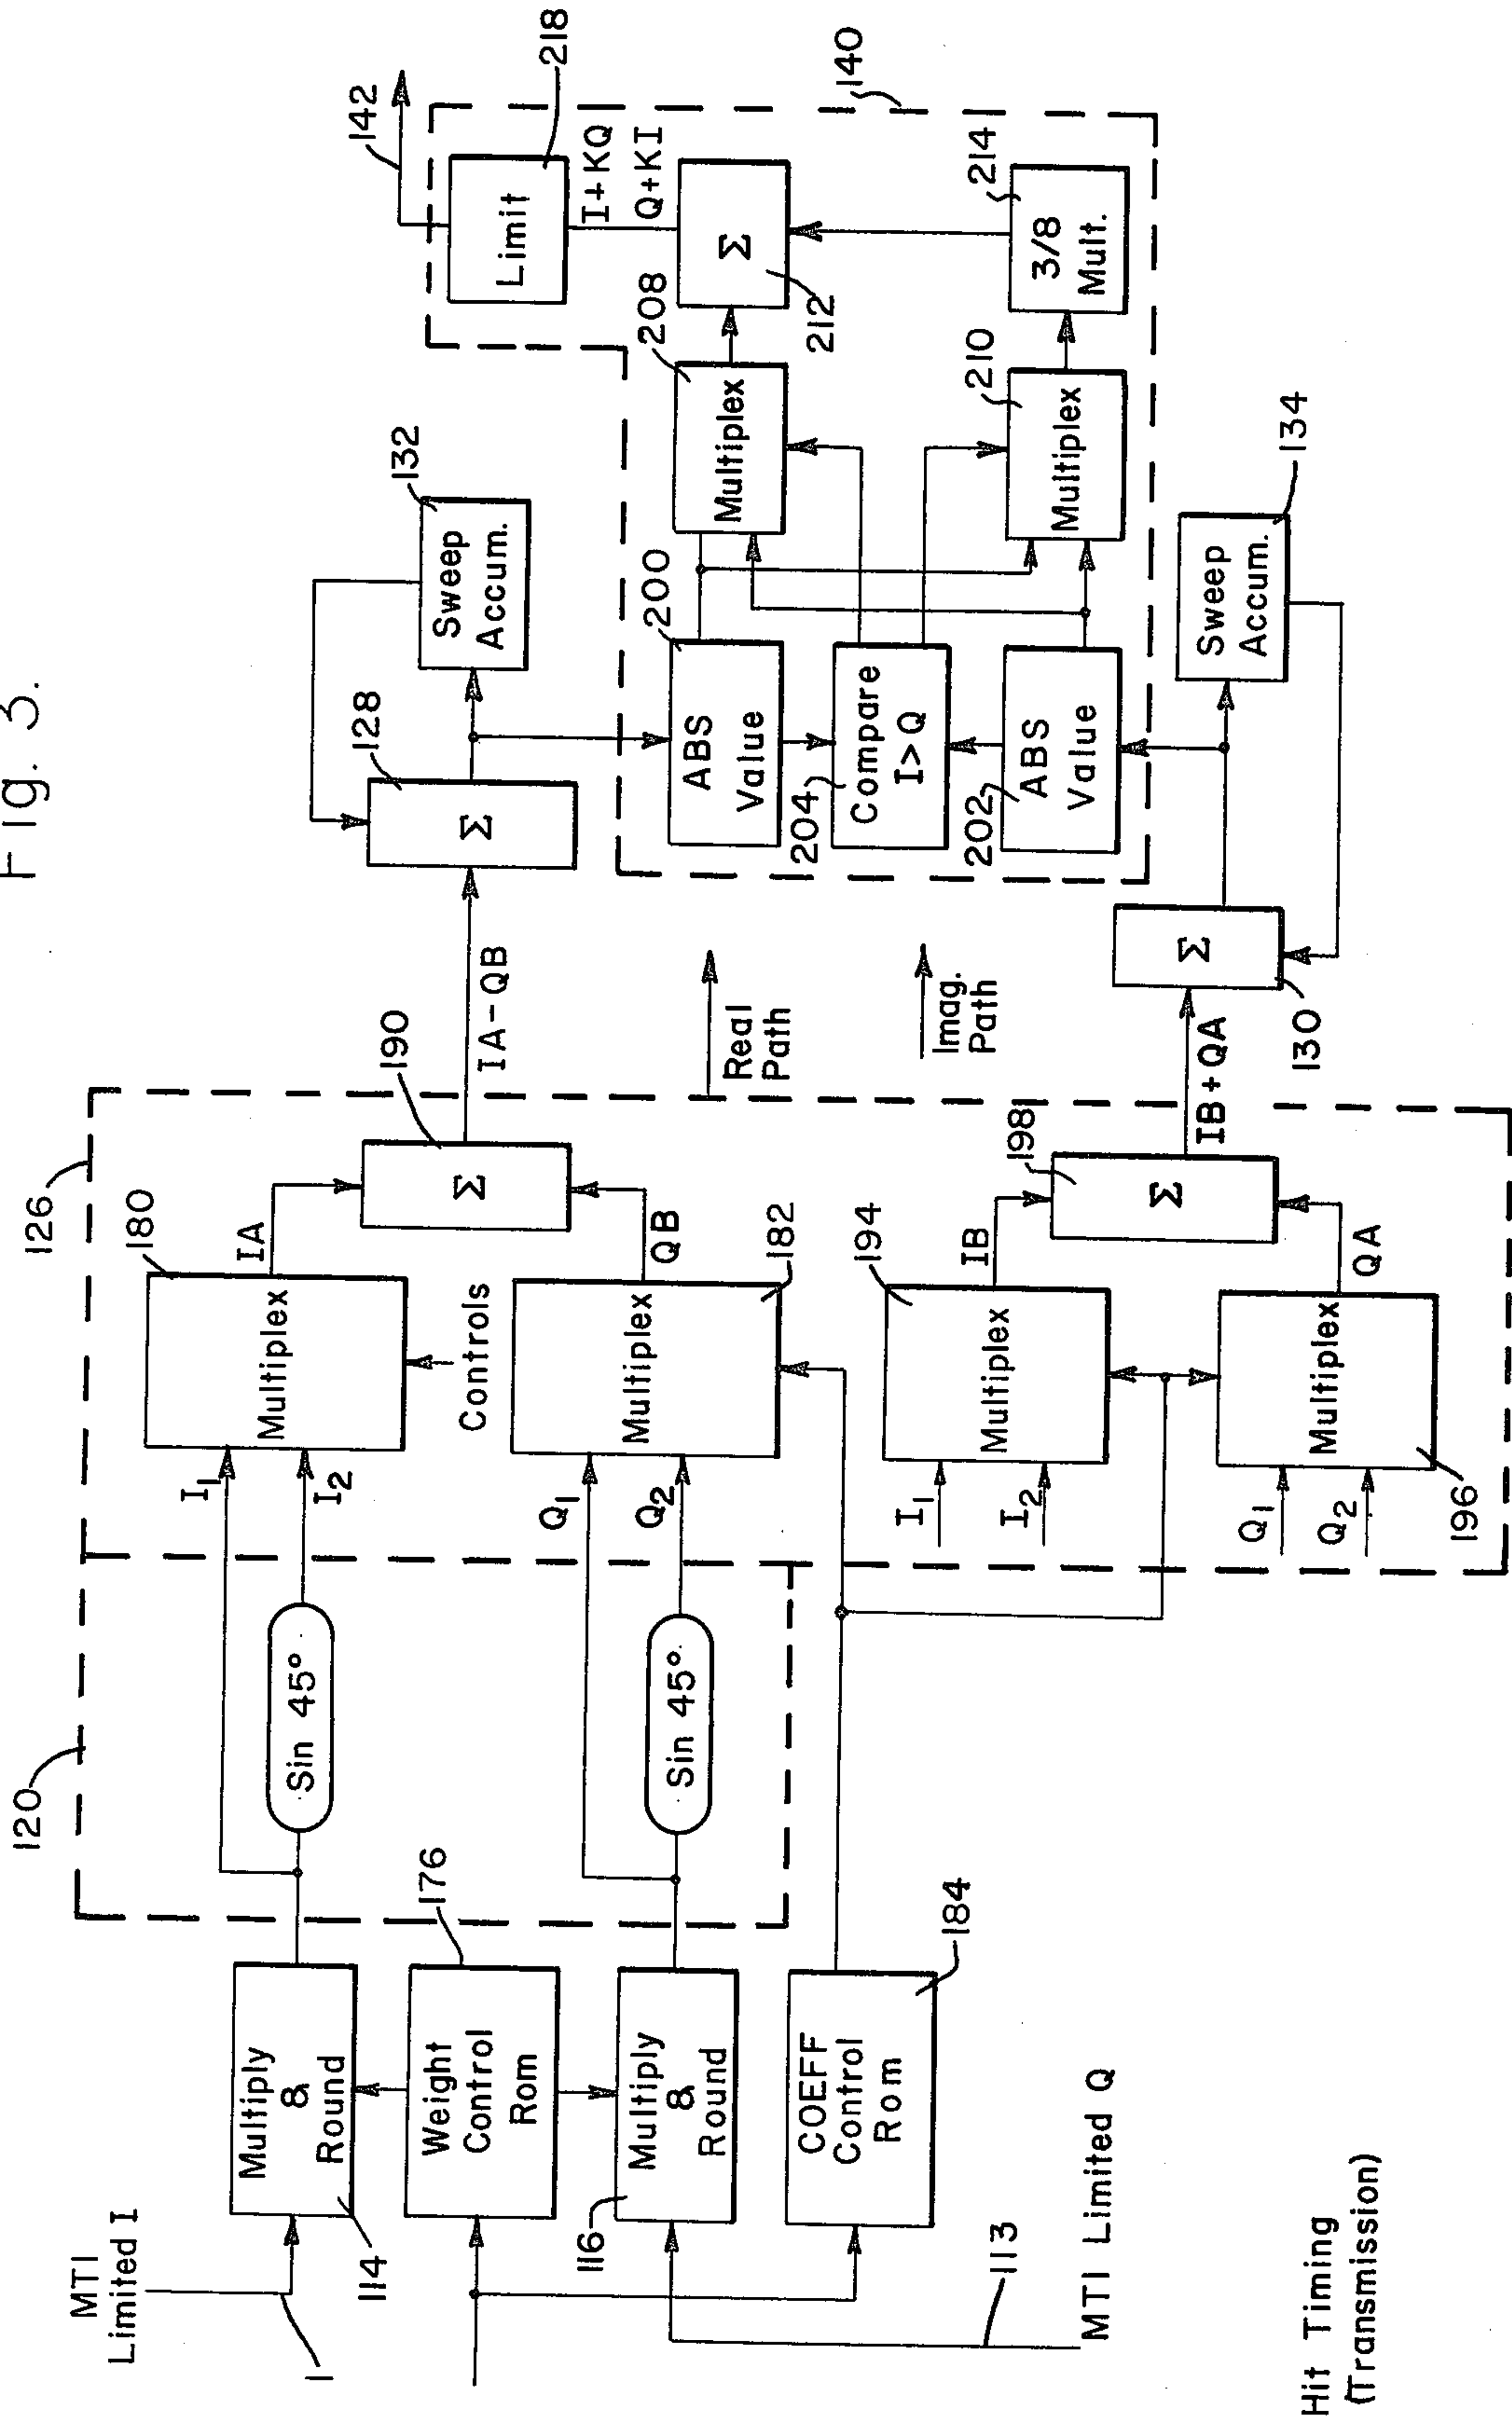 Fig. 3.
MTI
Limited I
1
114
Multiply
&
Round
120
Sin 45°
I1
I2
126
180
Multiplex
IA
Controls
190
Σ
IA-QB
128
Σ
132
Sweep
Accum.
142
Limit
218
I+KQ
Q+KI
176
Weight
Control
Rom
116
Multiply
&
Round
Sin 45°
Q1
Q2
Multiplex
182
QB
Real
Path
Imag.
Path
200
ABS
Value
204
Compare
I>Q
202
ABS
Value
208
Multiplex
210
Multiplex
Σ
212
214
3/8
Mult.
140
COEFF
Control
Rom
184
113
MTI Limited Q
I1
I2
194
Multiplex
IB
198
Σ
IB+QA
130
Σ
134
Sweep
Accum.
Q1
Q2
196
Multiplex
QA
Hit Timing
(Transmission)